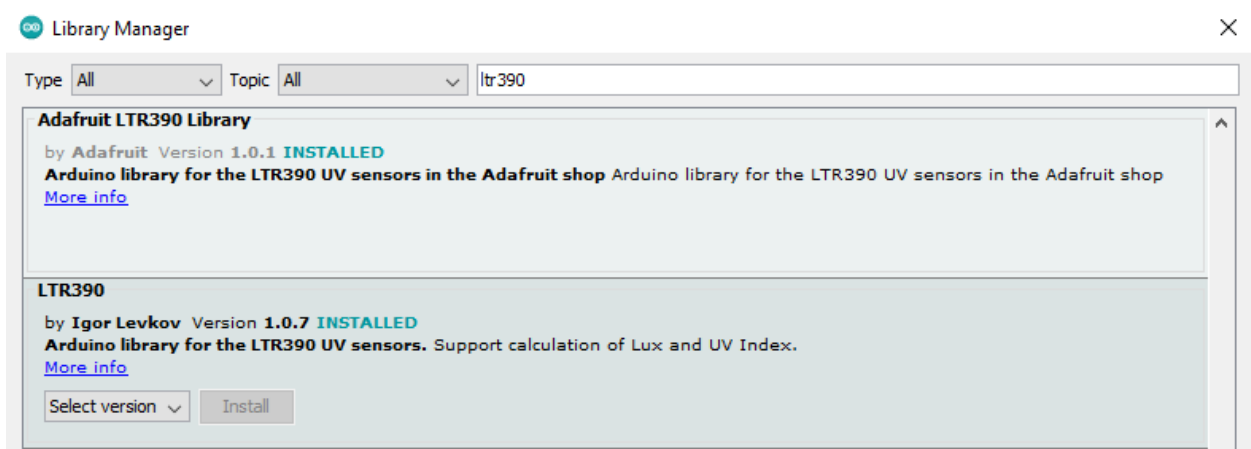 Library Manager
Type All Topic All ltr390
Adafruit LTR390 Library
by Adafruit Version 1.0.1 INSTALLED
Arduino library for the LTR390 UV sensors in the Adafruit shop Arduino library for the LTR390 UV sensors in the Adafruit shop
More info
LTR390
by Igor Levkov Version 1.0.7 INSTALLED
Arduino library for the LTR390 UV sensors. Support calculation of Lux and UV Index.
More info
Select version Install